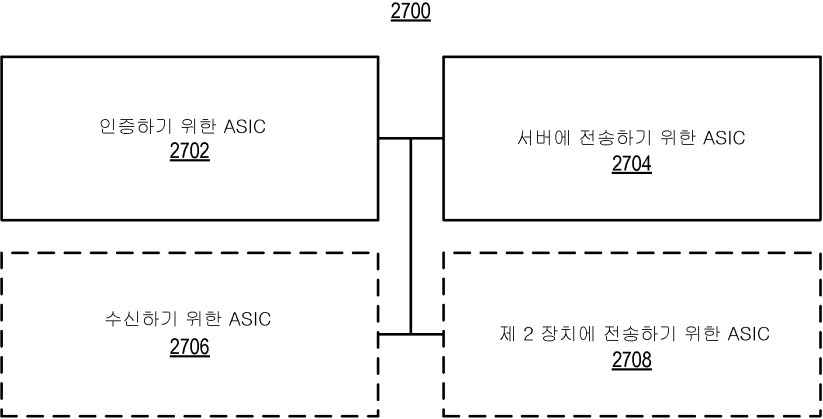 2700
인증하기 위한 ASIC
2702
서버에 전송하기 위한 ASIC
2704
수신하기 위한 ASIC
2706
제 2 장치에 전송하기 위한 ASIC
2708